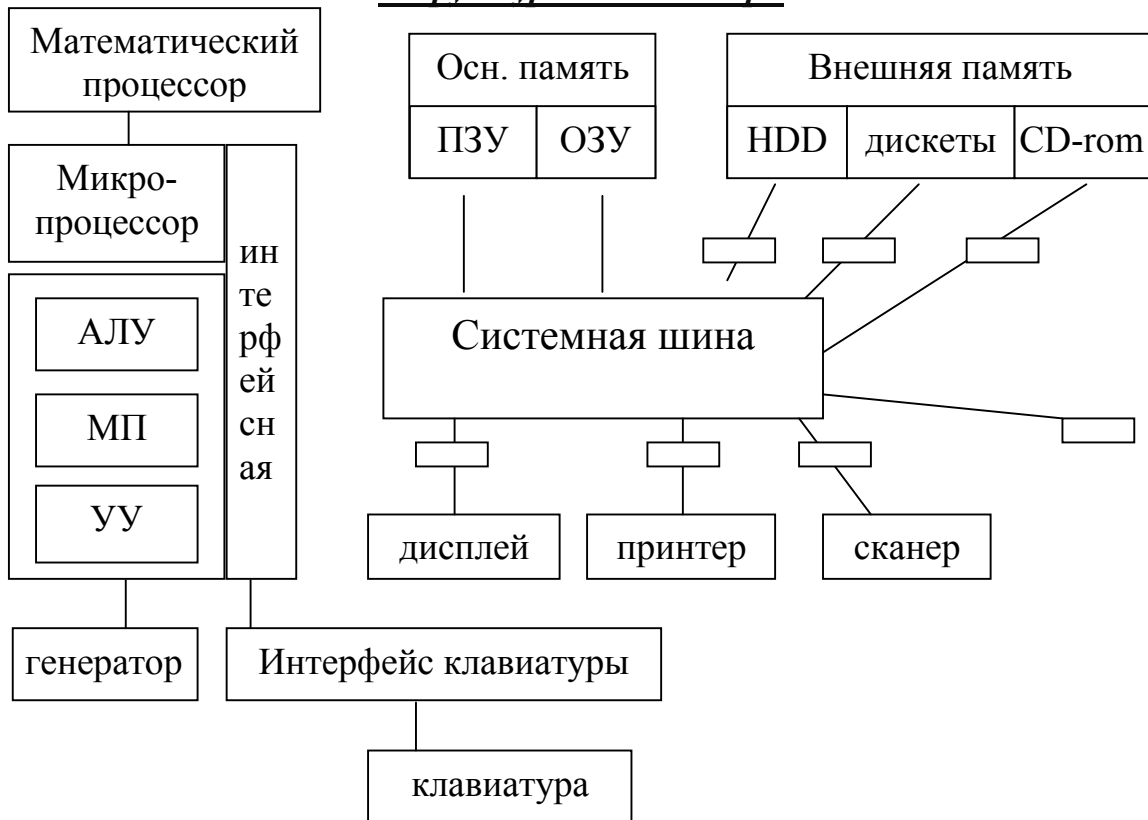 Математический
процессор
Осн. память
ПЗУ
ОЗУ
Внешняя память
HDD
дискеты
CD-rom
Микро-
процессор
ин
те
рф
ей
сн
ая
АЛУ
МП
УУ
Системная шина
дисплей
принтер
сканер
генератор
Интерфейс клавиатуры
клавиатура